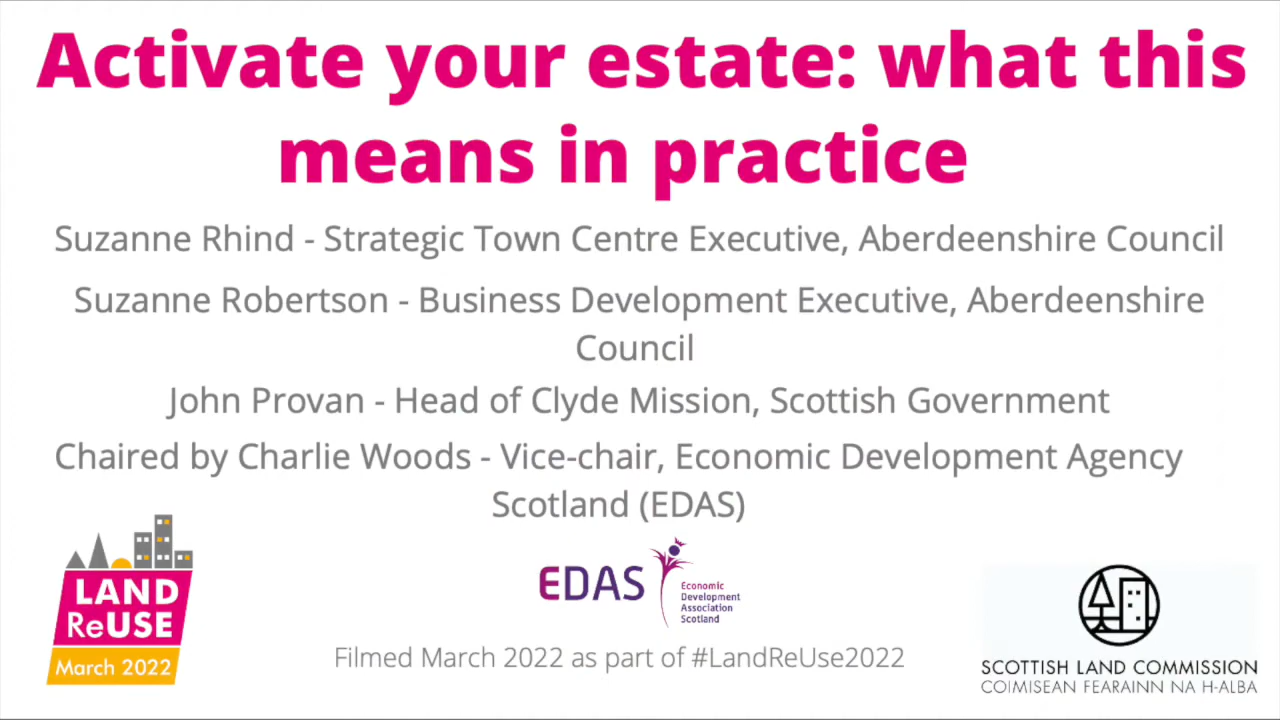 Activate your estate: what this
means in practice
Suzanne Rhind - Strategic Town Centre Executive, Aberdeenshire Council
Suzanne Robertson - Business Development Executive, Aberdeenshire
Council
John Provan - Head of Clyde Mission, Scottish Government
Chaired by Charlie Woods - Vice-chair, Economic Development Agency
Scotland (EDAS)
LAND
ReUSE
March 2022
EDAS
Economic
Development
Association
Scotland
Filmed March 2022 as part of #LandReUse2022
SCOTTISH LAND COMMISSION
COIMISEAN FEARAINN NA H-ALBA